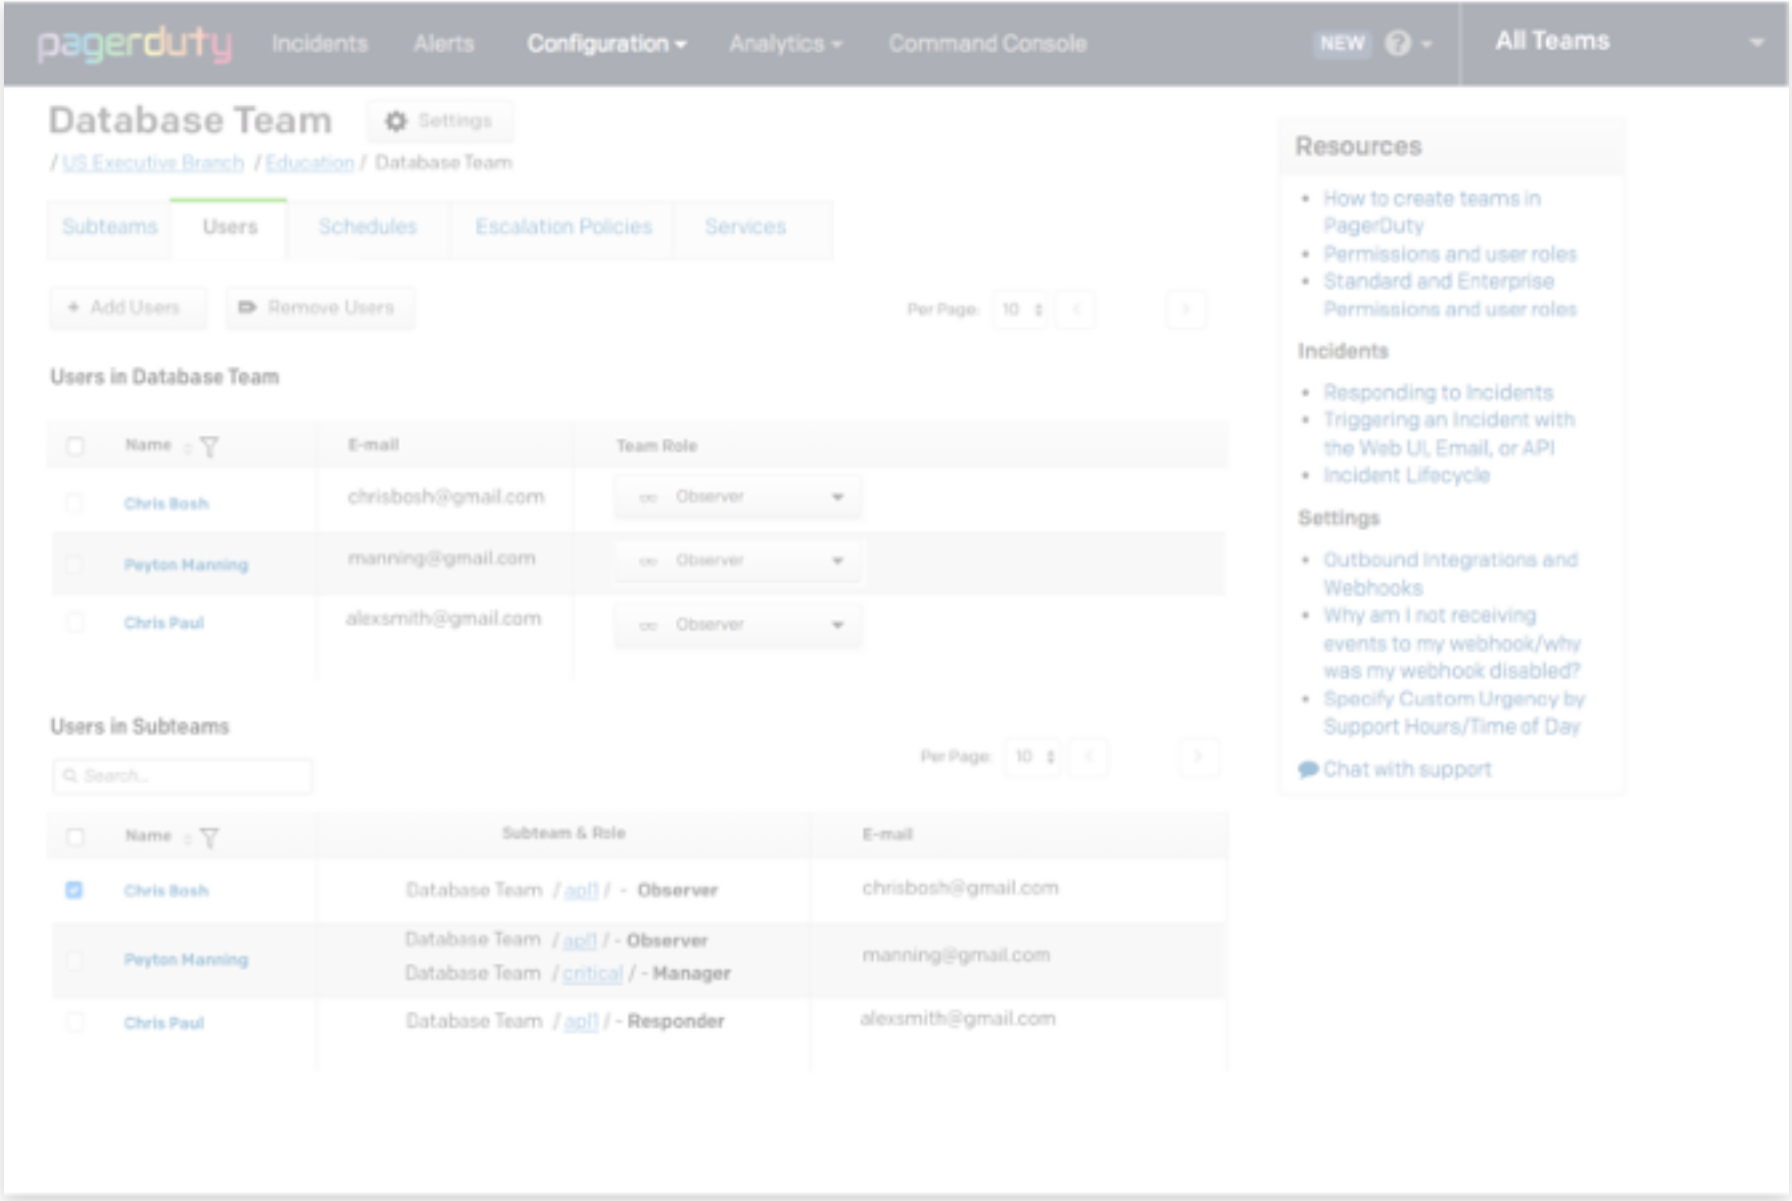 pagerduty Incidents Alerts Configuration Analytics Command Console NEW ? All Teams
Database Team Settings
/ US Executive Branch / Education / Database Team
Subteams Users Schedules Escalation Policies Services
+ Add Users Remove Users Per Page: 10 < >
Users in Database Team
Name E-mail Team Role
Chris Bosh chrisbosh@gmail.com Observer
Peyton Manning manning@gmail.com Observer
Chris Paul alexsmith@gmail.com Observer
Users in Subteams
Per Page: 10 < >
Search...
Name Subteam & Role E-mail
Chris Bosh Database Team / apl1 / - Observer chrisbosh@gmail.com
Peyton Manning Database Team / apl1 / - Observer manning@gmail.com
Database Team / critical / - Manager
Chris Paul Database Team / apl1 / - Responder alexsmith@gmail.com
Resources
• How to create teams in
PagerDuty
• Permissions and user roles
• Standard and Enterprise
Permissions and user roles
Incidents
• Responding to Incidents
• Triggering an Incident with
the Web UI, Email, or API
• Incident Lifecycle
Settings
• Outbound Integrations and
Webhooks
• Why am I not receiving
events to my webhook/why
was my webhook disabled?
• Specify Custom Urgency by
Support Hours/Time of Day
Chat with support